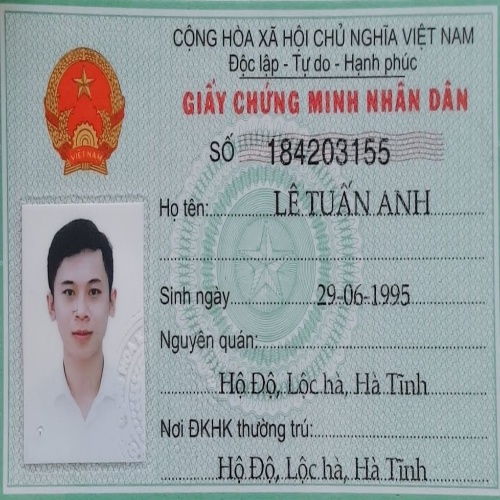 CỘNG HÒA XÃ HỘI CHỦ NGHĨA VIỆT NAM
Độc lập - Tự do - Hạnh phúc
GIẤY CHỨNG MINH NHÂN DÂN
VIỆT NAM
SỐ 184203155
Họ tên: LÊ TUẤN ANH
Sinh ngày 29-06-1995
Nguyên quán:
Hộ Độ, Lộc hà, Hà Tĩnh
Nơi ĐKHK thường trú:
Hộ Độ, Lộc hà, Hà Tĩnh